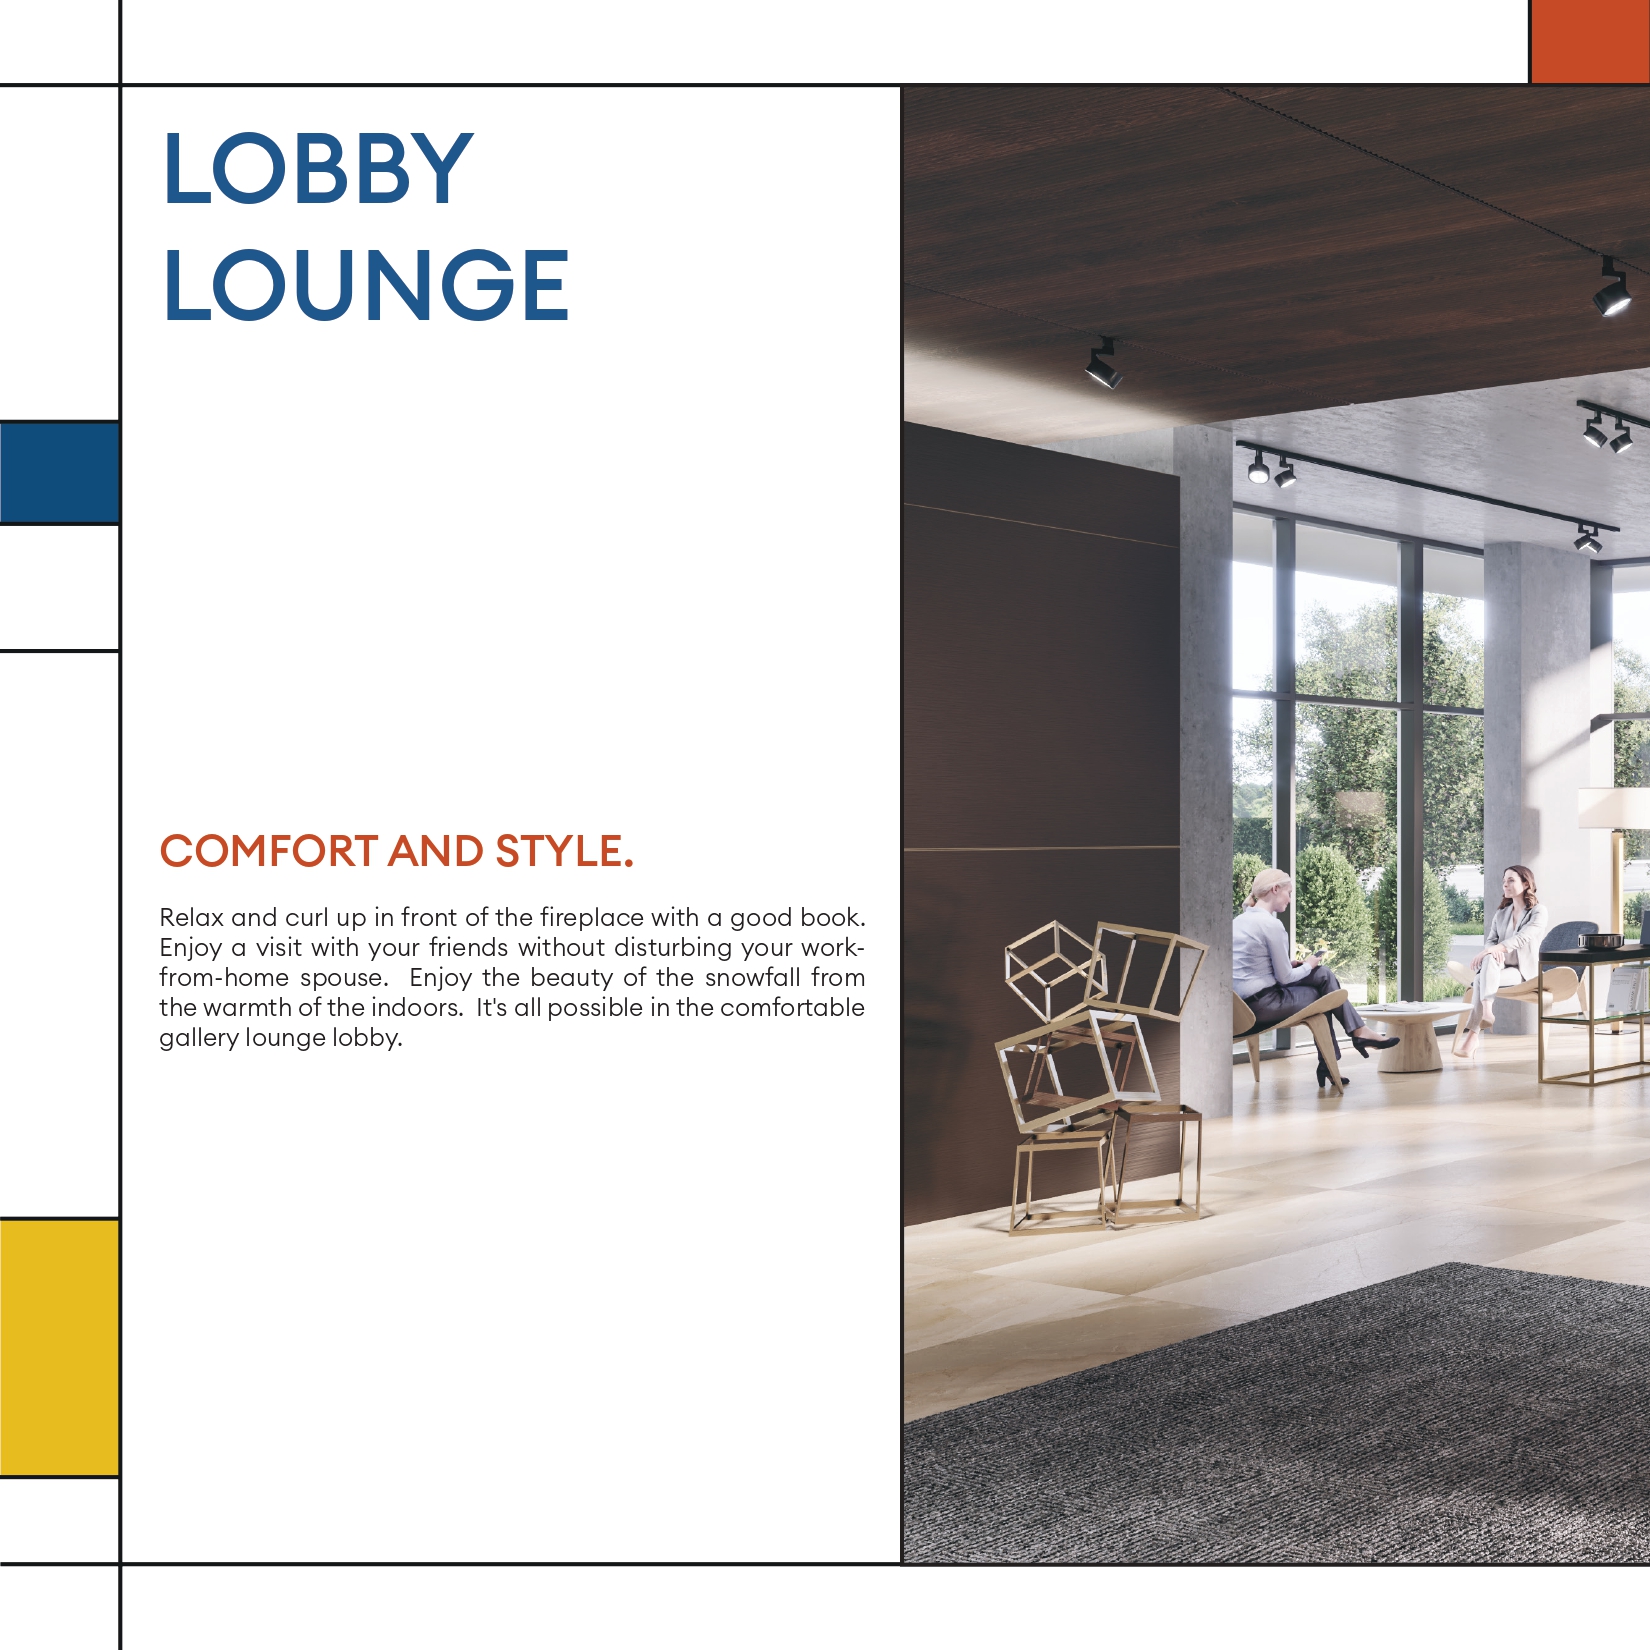 LOBBY
LOUNGE
COMFORT AND STYLE.
Relax and curl up in front of the fireplace with a good book.
Enjoy a visit with your friends without disturbing your work-
from-home spouse.  Enjoy the beauty of the snowfall from
the warmth of the indoors.  It's all possible in the comfortable
gallery lounge lobby.